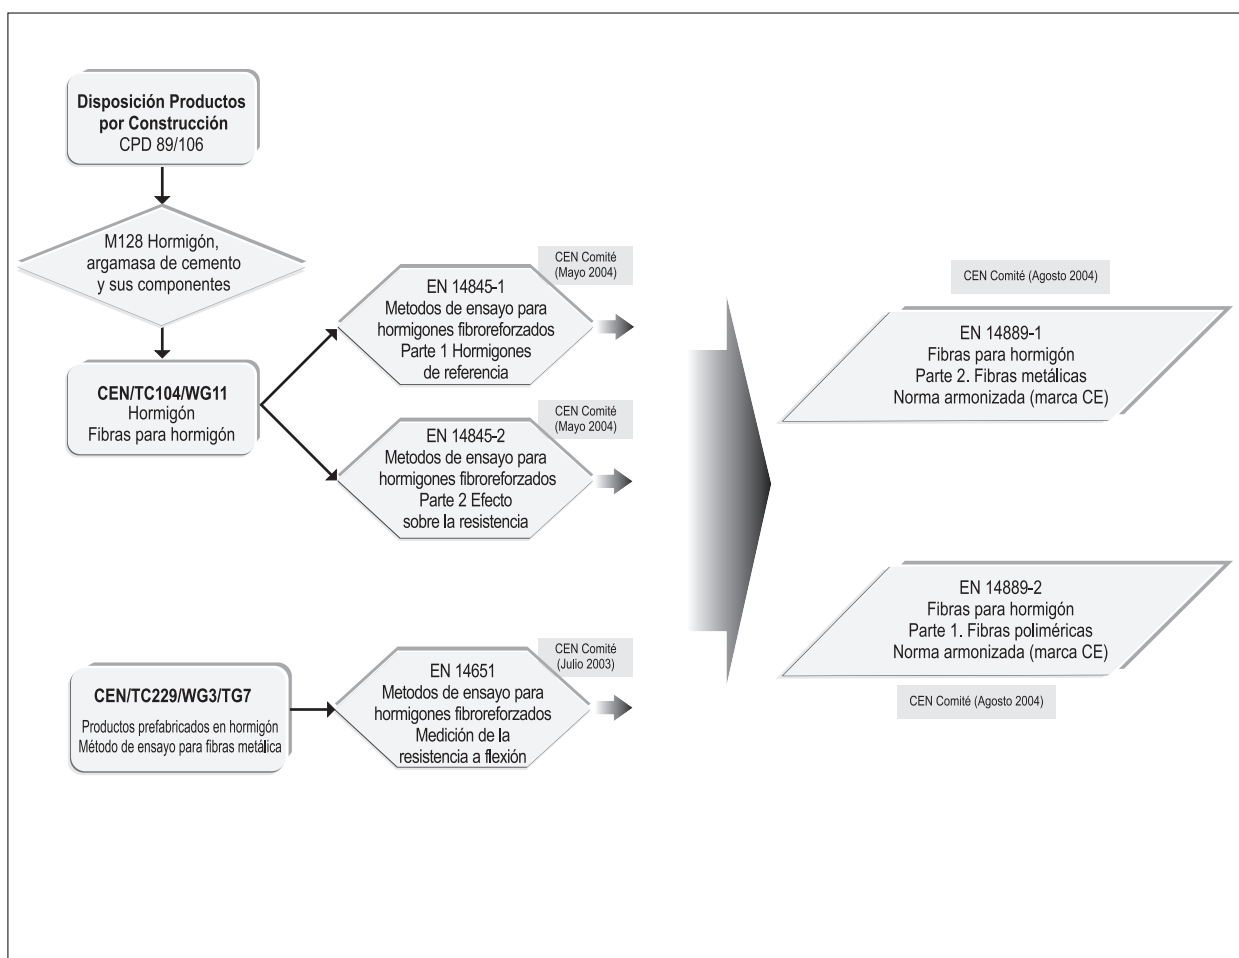 Disposición Productos
por Construcción
CPD 89/106
M128 Hormigón,
argamasa de cemento
y sus componentes
CEN/TC104/WG11
Hormigón
Fibras para hormigón
CEN Comité
(Mayo 2004)
EN 14845-1
Metodos de ensayo para
hormigones fibroreforzados
Parte 1 Hormigones
de referencia
CEN Comité
(Mayo 2004)
EN 14845-2
Metodos de ensayo para
hormigones fibroreforzados
Parte 2 Efecto
sobre la resistencia
CEN/TC229/WG3/TG7
Productos prefabricados en hormigón
Método de ensayo para fibras metálica
CEN Comité
(Julio 2003)
EN 14651
Metodos de ensayo para
hormigones fibroreforzados
Medición de la
resistencia a flexión
CEN Comité (Agosto 2004)
EN 14889-1
Fibras para hormigón
Parte 2. Fibras metálicas
Norma armonizada (marca CE)
EN 14889-2
Fibras para hormigón
Parte 1. Fibras poliméricas
Norma armonizada (marca CE)
CEN Comité (Agosto 2004)